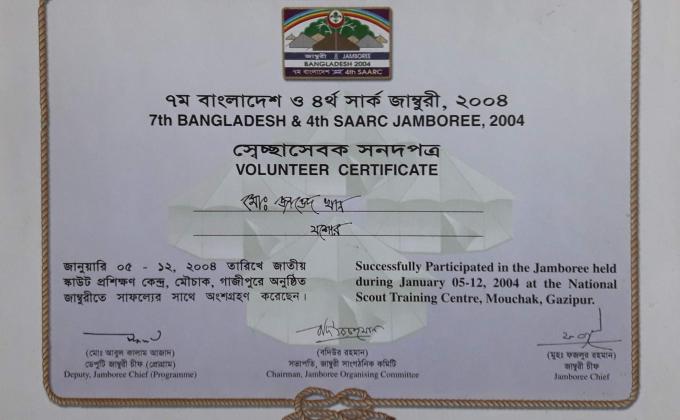 জাম্বুরী JAMBOREE
BANGLADESH 2004
৭ম বাংলাদেশ 4th SAARC
৭ম বাংলাদেশ ও ৪র্থ সার্ক জাম্বুরী, ২০০৪
7th BANGLADESH & 4th SAARC JAMBOREE, 2004
স্বেচ্ছাসেবক সনদপত্র
VOLUNTEER CERTIFICATE
মোঃ খান
যশোর
জানুয়ারি ০৫ - ১২, ২০০৪ তারিখে জাতীয়
স্কাউট প্রশিক্ষণ কেন্দ্র, মৌচাক, গাজীপুরে অনুষ্ঠিত
জাম্বুরীতে সাফল্যের সাথে অংশগ্রহণ করেছেন।
Successfully Participated in the Jamboree held
during January 05-12, 2004 at the National
Scout Training Centre, Mouchak, Gazipur.
(মোঃ আবুল কালাম আজাদ)
ডেপুটি জাম্বুরী চীফ (প্রোগ্রাম)
Deputy, Jamboree Chief (Programme)
বদিউর রহমান
(বদিউর রহমান)
সভাপতি, জাম্বুরী সাংগঠনিক কমিটি
Chairman, Jamboree Organising Committee
(মুহঃ ফজলুর রহমান)
জাম্বুরী চীফ
Jamboree Chief